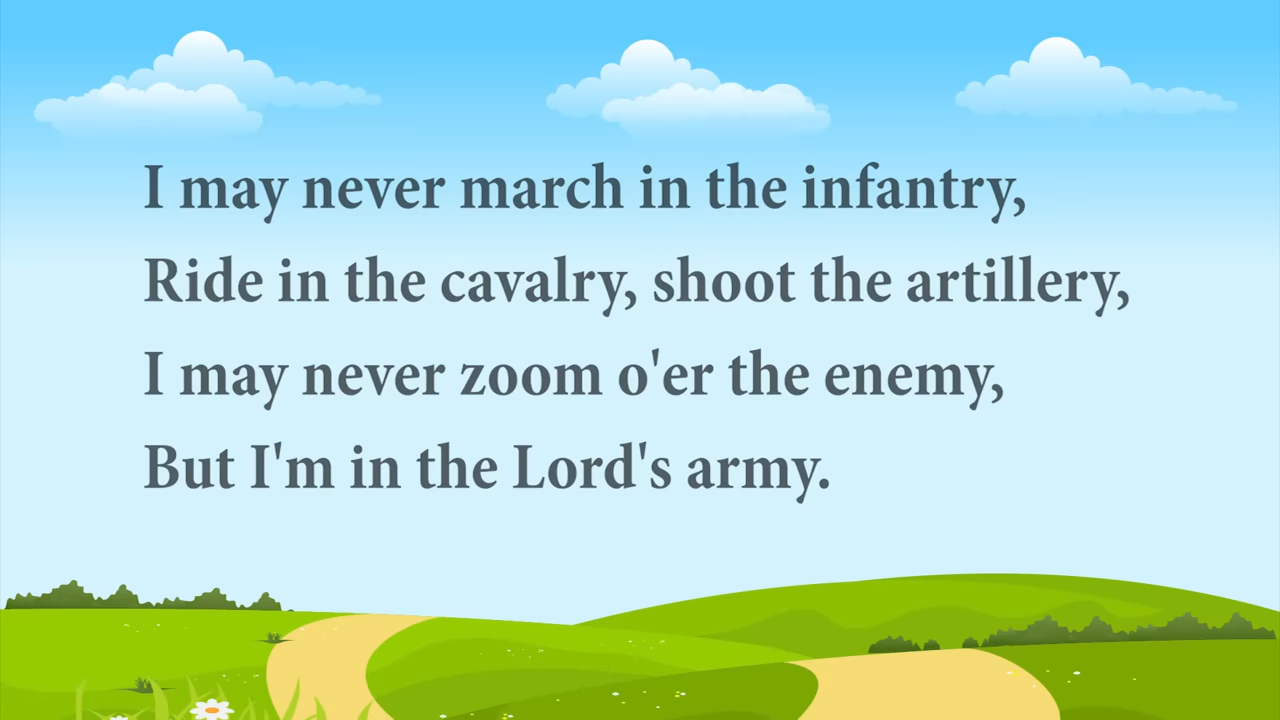 I may never march in the infantry,
Ride in the cavalry, shoot the artillery,
I may never zoom o'er the enemy,
But I'm in the Lord's army.